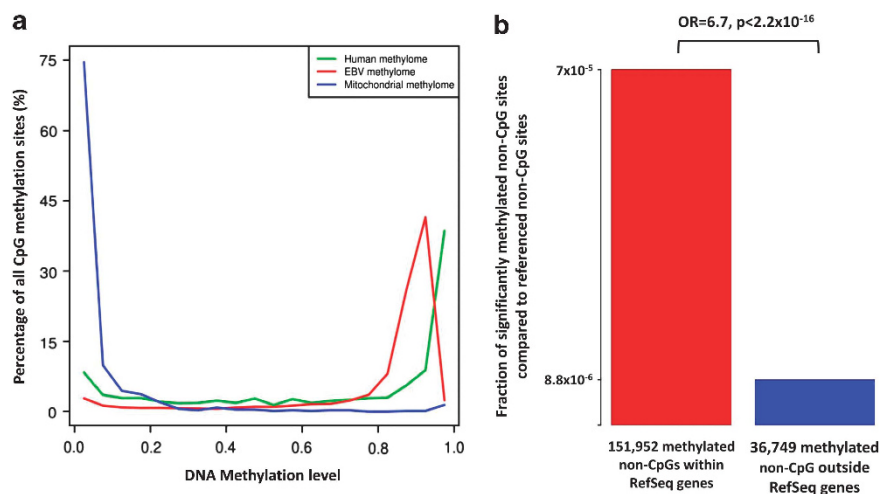 a
Percentage of all CpG methylation sites (%)
75
60
45
30
15
0
Human methylome
EBV methylome
Mitochondrial methylome
0.0 0.2 0.4 0.6 0.8 1.0
DNA Methylation level
b
OR=6.7, p<2.2x10⁻¹⁶
Fraction of significantly methylated non-CpG sites
compared to referenced non-CpG sites
7x10⁻⁵
8.8x10⁻⁶
151,952 methylated
non-CpGs within
RefSeq genes
36,749 methylated
non-CpG outside
RefSeq genes